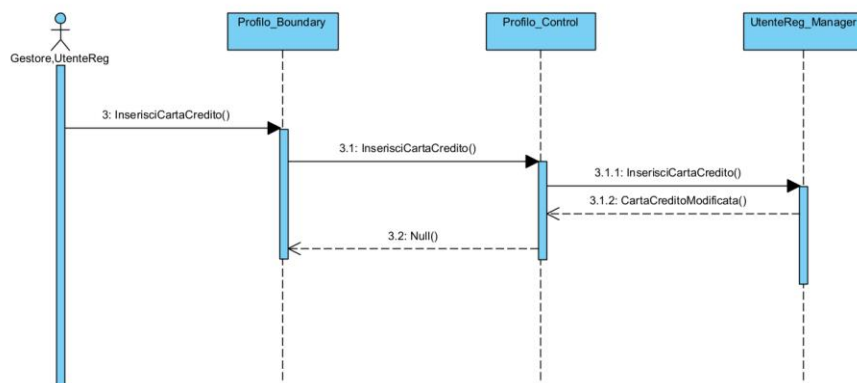 Profilo_Boundary
Profilo_Control
UtenteReg_Manager
Gestore,UtenteReg
3: InserisciCartaCredito()
3.1: InserisciCartaCredito()
3.1.1: InserisciCartaCredito()
3.1.2: CartaCreditoModificata()
3.2: Null()